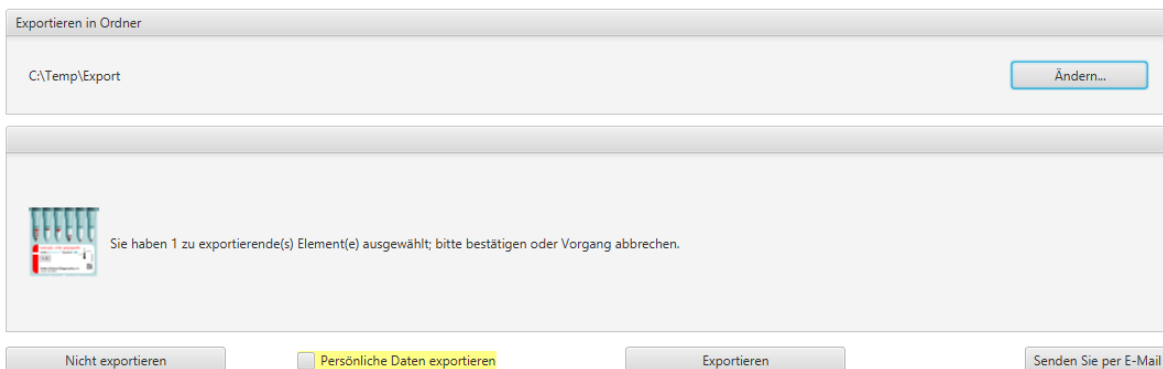 Exportieren in Ordner
C:\Temp\Export
Ändern...
Sie haben 1 zu exportierende(s) Element(e) ausgewählt; bitte bestätigen oder Vorgang abbrechen.
Nicht exportieren
Persönliche Daten exportieren
Exportieren
Senden Sie per E-Mail